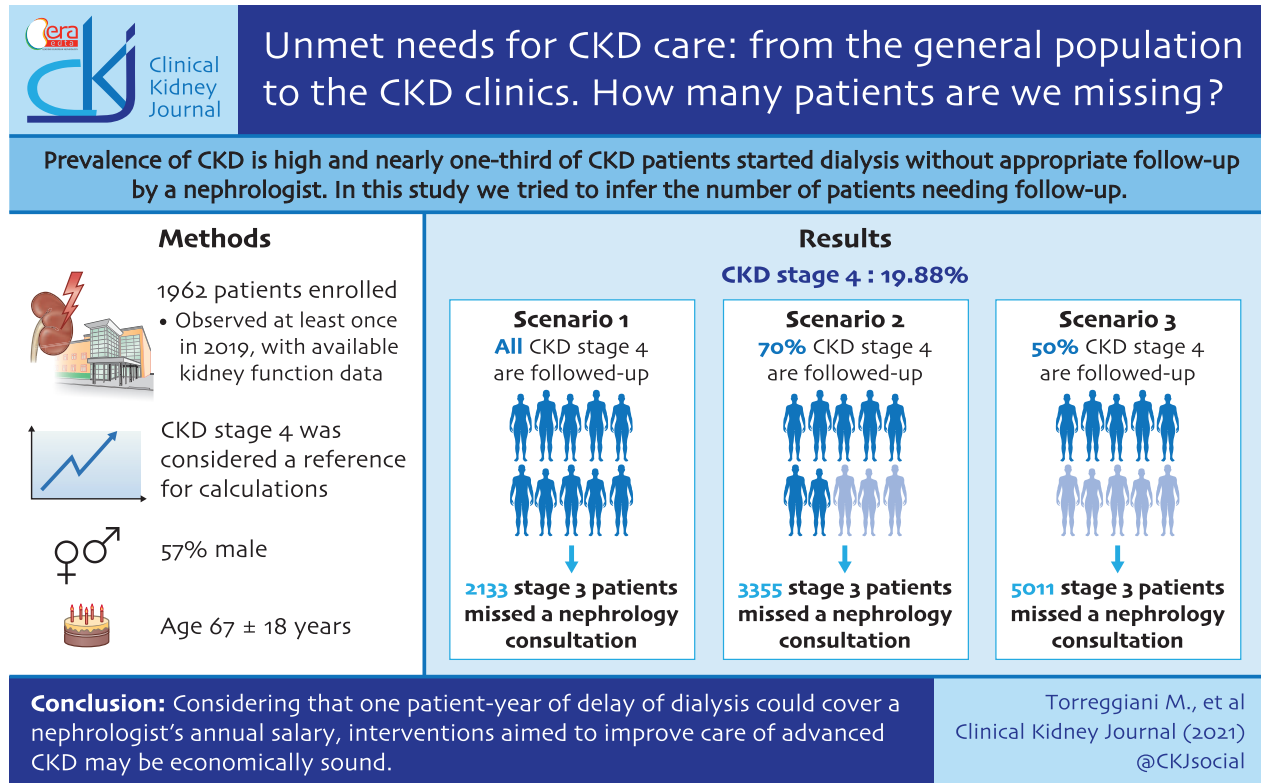 era
edta
ckj
Clinical
Kidney
Journal
Unmet needs for CKD care: from the general population
to the CKD clinics. How many patients are we missing?
Prevalence of CKD is high and nearly one-third of CKD patients started dialysis without appropriate follow-up
by a nephrologist. In this study we tried to infer the number of patients needing follow-up.
Methods
1962 patients enrolled
• Observed at least once
in 2019, with available
kidney function data
CKD stage 4 was
considered a reference
for calculations
57% male
Age 67 ± 18 years
Results
CKD stage 4 : 19.88%
Scenario 1
All CKD stage 4
are followed-up
2133 stage 3 patients
missed a nephrology
consultation
Scenario 2
70% CKD stage 4
are followed-up
3355 stage 3 patients
missed a nephrology
consultation
Scenario 3
50% CKD stage 4
are followed-up
5011 stage 3 patients
missed a nephrology
consultation
Conclusion: Considering that one patient-year of delay of dialysis could cover a
nephrologist's annual salary, interventions aimed to improve care of advanced
CKD may be economically sound.
Torreggiani M., et al
Clinical Kidney Journal (2021)
@CKJsocial